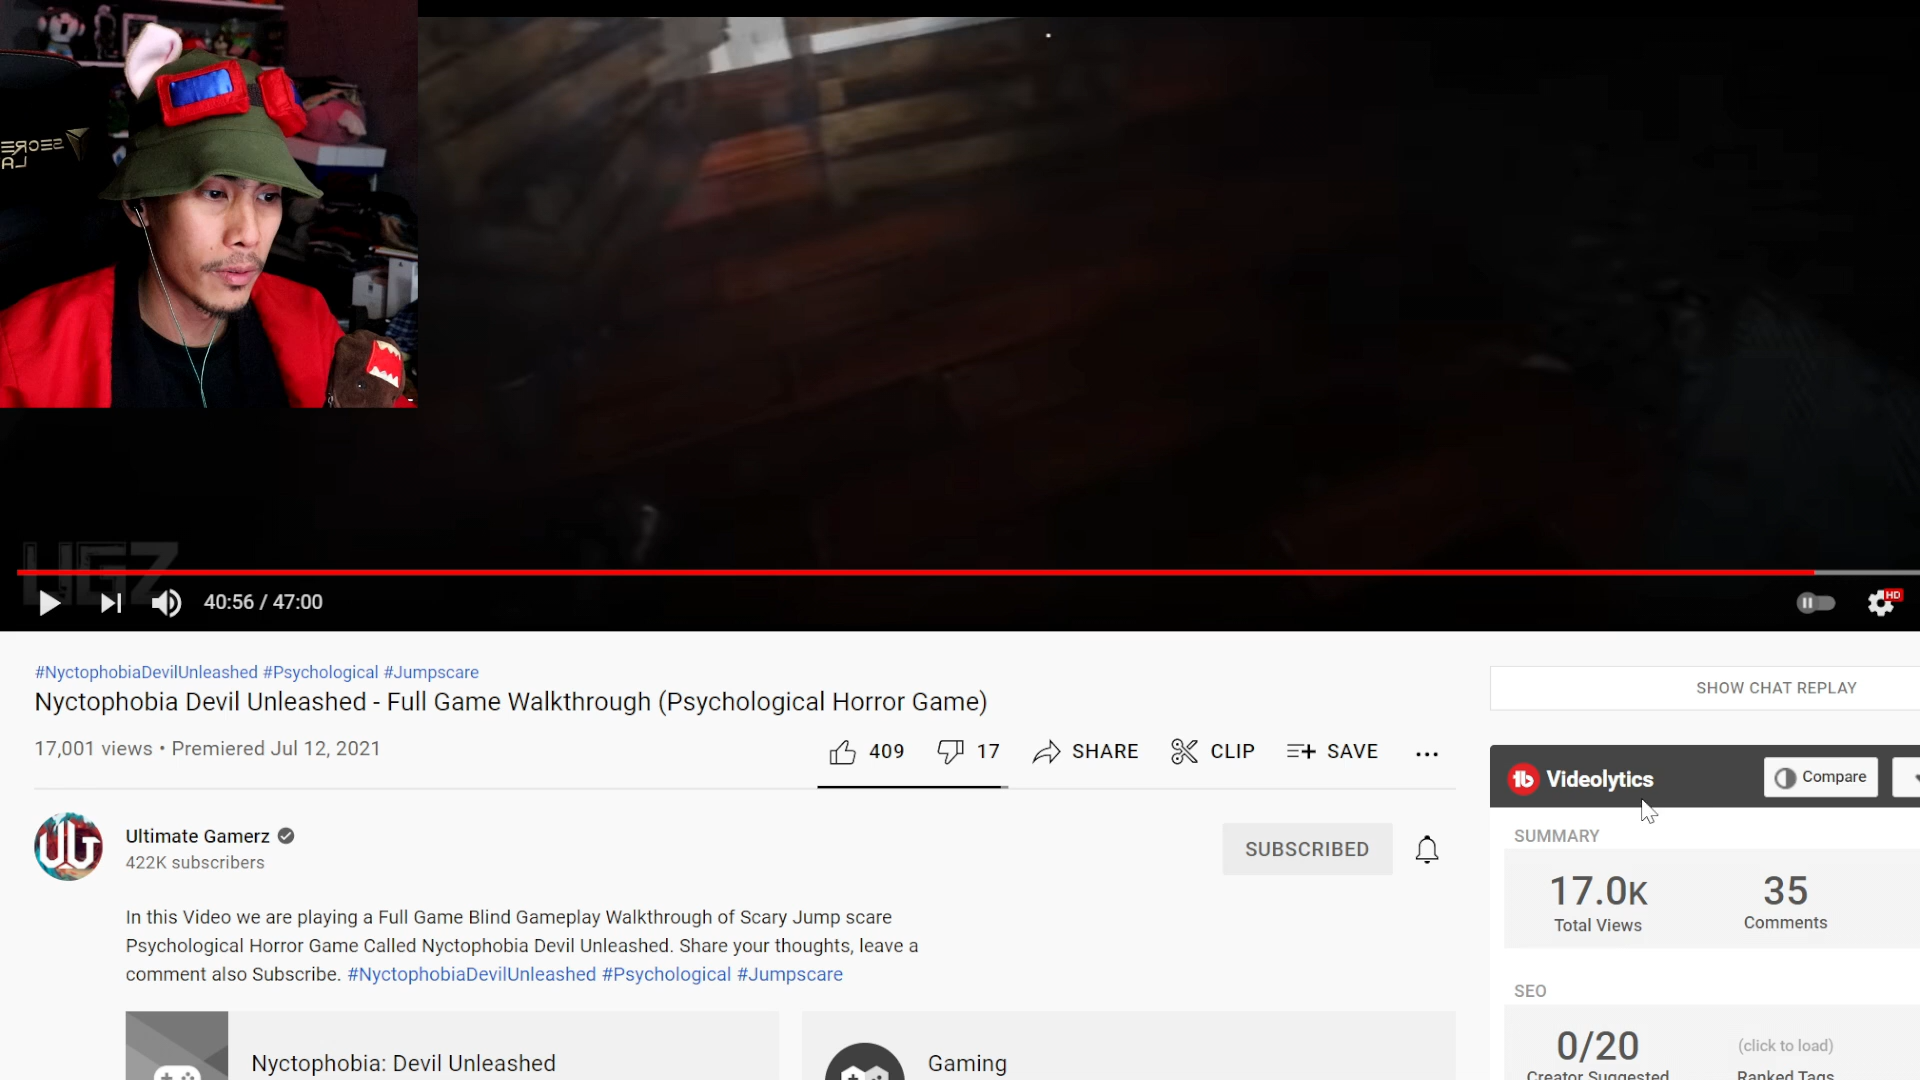 UGZ
40:56 / 47:00
HD
#NyctophobiaDevilUnleashed #Psychological #Jumpscare
Nyctophobia Devil Unleashed - Full Game Walkthrough (Psychological Horror Game)
17,001 views • Premiered Jul 12, 2021
409
17
SHARE
CLIP
SAVE
UG
Ultimate Gamerz
422K subscribers
SUBSCRIBED
In this Video we are playing a Full Game Blind Gameplay Walkthrough of Scary Jump scare
Psychological Horror Game Called Nyctophobia Devil Unleashed. Share your thoughts, leave a
comment also Subscribe. #NyctophobiaDevilUnleashed #Psychological #Jumpscare
Nyctophobia: Devil Unleashed
Gaming
SHOW CHAT REPLAY
tb Videolytics
Compare
SUMMARY
17.0K
Total Views
35
Comments
SEO
0/20
Creator Suggested
(click to load)
Ranked Tags